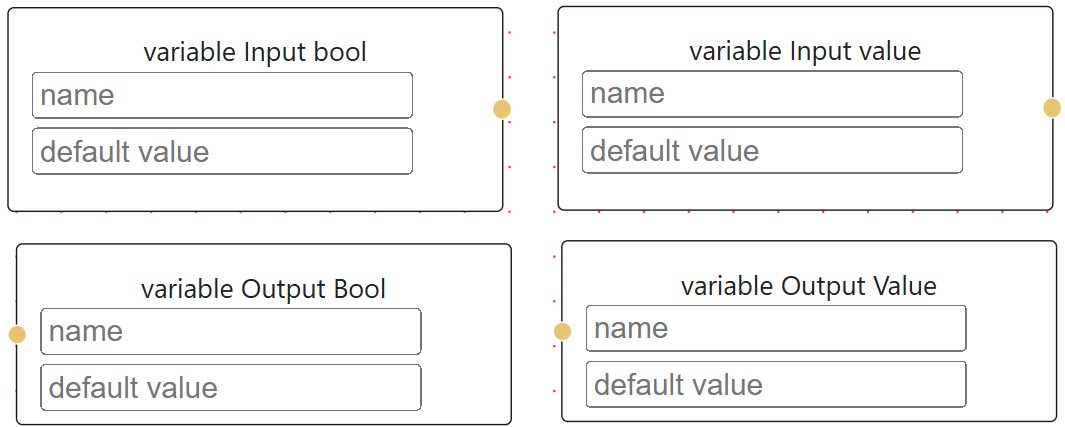 variable Input bool
name
default value
variable Input value
name
default value
variable Output Bool
name
default value
variable Output Value
name
default value